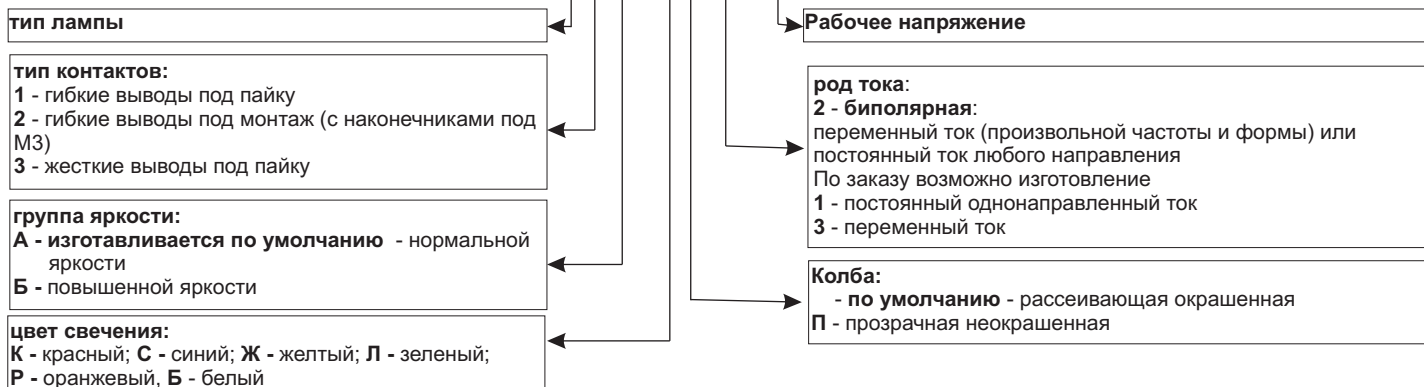 тип лампы
тип контактов:
1 - гибкие выводы под пайку
2 - гибкие выводы под монтаж (с наконечниками под
М3)
3 - жесткие выводы под пайку
группа яркости:
А - изготавливается по умолчанию - нормальной
яркости
Б - повышенной яркости
цвет свечения:
К - красный; С - синий; Ж - желтый; Л - зеленый;
Р - оранжевый, Б - белый
Рабочее напряжение
род тока:
2 - биполярная:
переменный ток (произвольной частоты и формы) или
постоянный ток любого направления
По заказу возможно изготовление
1 - постоянный однонаправленный ток
3 - переменный ток
Колба:
- по умолчанию - рассеивающая окрашенная
П - прозрачная неокрашенная